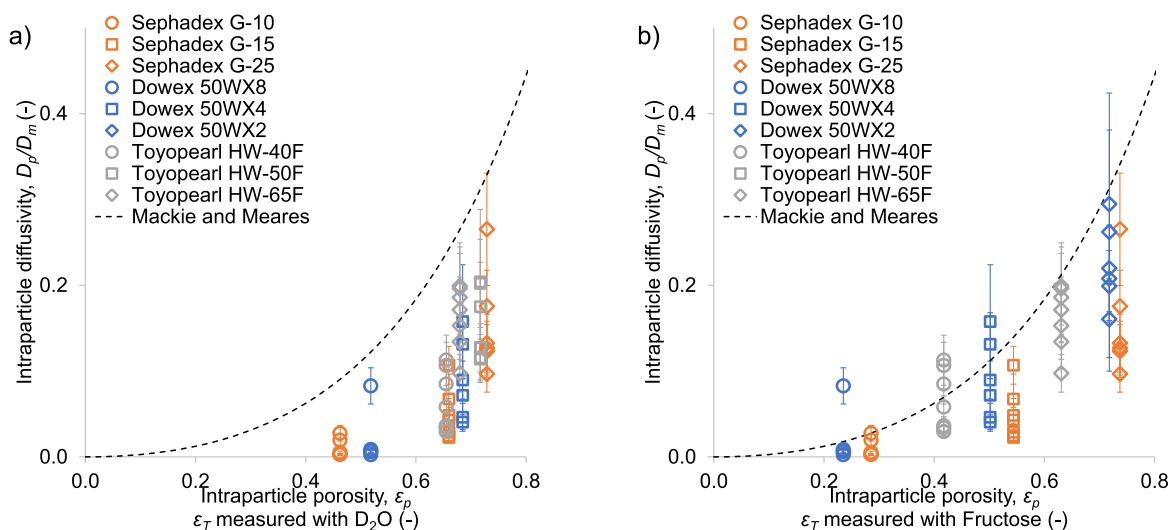 a)
Sephadex G-10
Sephadex G-15
Sephadex G-25
Dowex 50WX8
Dowex 50WX4
Dowex 50WX2
Toyopearl HW-40F
Toyopearl HW-50F
Toyopearl HW-65F
Mackie and Meares
Intraparticle diffusivity, Dp/Dm (-)
0.4
0.2
0.0
0.0 0.2 0.4 0.6 0.8
Intraparticle porosity, εp
εT measured with D2O (-)
b)
Sephadex G-10
Sephadex G-15
Sephadex G-25
Dowex 50WX8
Dowex 50WX4
Dowex 50WX2
Toyopearl HW-40F
Toyopearl HW-50F
Toyopearl HW-65F
Mackie and Meares
Intraparticle diffusivity, Dp/Dm (-)
0.4
0.2
0.0
0.0 0.2 0.4 0.6 0.8
Intraparticle porosity, εp
εT measured with Fructose (-)